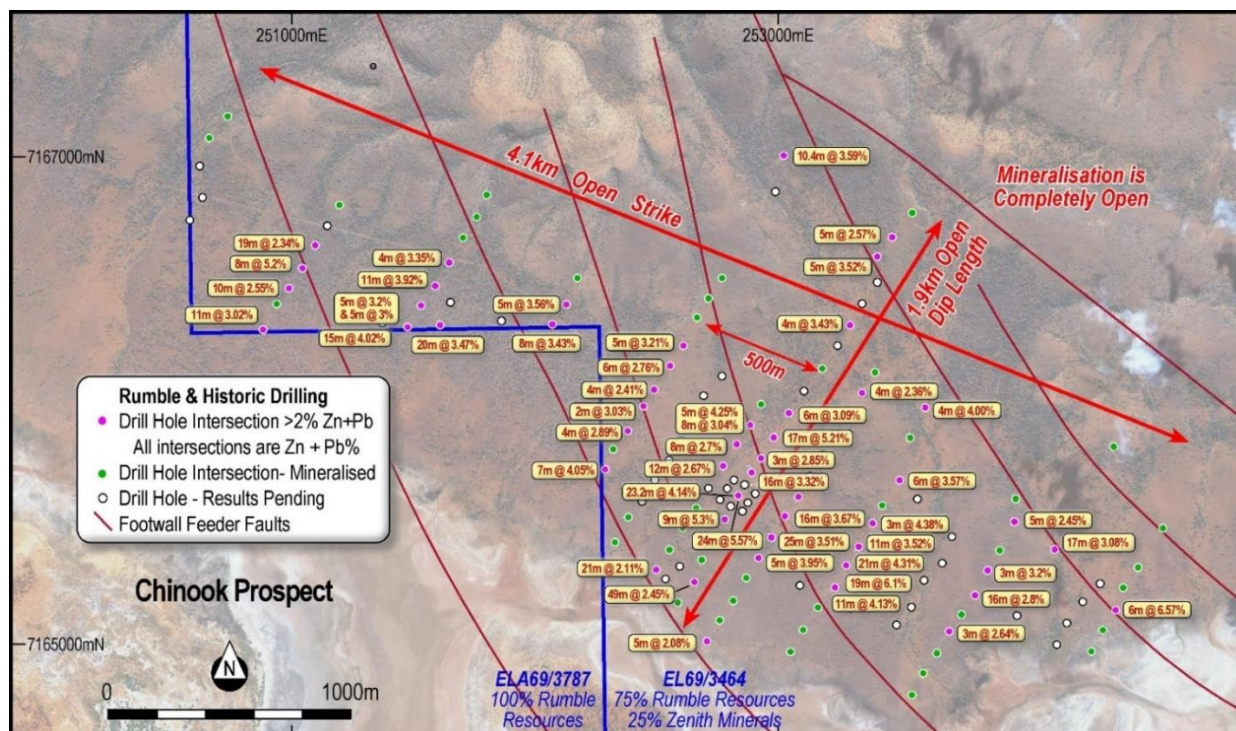 251000mE
253000mE
7167000mN
10.4m @ 3.59%
Mineralisation is
Completely Open
4.1km Open Strike
5m @ 2.57%
5m @ 3.52%
1.9km Open
Dip Length
19m @ 2.34%
8m @ 5.2%
10m @ 2.55%
11m @ 3.02%
4m @ 3.35%
11m @ 3.92%
5m @ 3.2%
& 5m @ 3%
15m @ 4.02%
20m @ 3.47%
5m @ 3.56%
8m @ 3.43%
4m @ 3.43%
500m
5m @ 3.21%
6m @ 2.76%
4m @ 2.41%
2m @ 3.03%
4m @ 2.89%
7m @ 4.05%
4m @ 2.36%
4m @ 4.00%
5m @ 4.25%
8m @ 3.04%
6m @ 3.09%
8m @ 2.7%
17m @ 5.21%
12m @ 2.67%
3m @ 2.85%
16m @ 3.32%
23.2m @ 4.14%
6m @ 3.57%
9m @ 5.3%
16m @ 3.67%
3m @ 4.38%
5m @ 2.45%
24m @ 5.57%
25m @ 3.51%
11m @ 3.52%
17m @ 3.08%
5m @ 3.95%
21m @ 4.31%
21m @ 2.11%
3m @ 3.2%
19m @ 6.1%
49m @ 2.45%
11m @ 4.13%
16m @ 2.8%
6m @ 6.57%
5m @ 2.08%
3m @ 2.64%
Rumble & Historic Drilling
Drill Hole Intersection >2% Zn+Pb
All intersections are Zn + Pb%
Drill Hole Intersection- Mineralised
Drill Hole - Results Pending
Footwall Feeder Faults
Chinook Prospect
7165000mN
N
0 1000m
ELA69/3787
100% Rumble
Resources
EL69/3464
75% Rumble Resources
25% Zenith Minerals